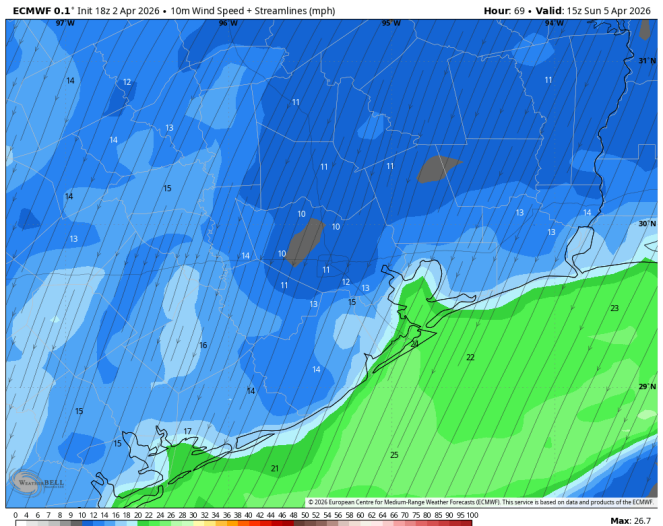 ECMWF 0.1° Init 18z 2 Apr 2026 • 10m Wind Speed + Streamlines (mph)
Hour: 69 • Valid: 15z Sun 5 Apr 2026
97°W 96°W 95°W 94°W
31°N
14 12 11 11
14 13
15 11 11
14
10 13 14
30°N
13 10 13
14 10
11
11 12 13
13 15
23
16 24
22
14
14
29°N
15
17
15
25
21
WeatherBELL
© 2026 European Centre for Medium-Range Weather Forecasts (ECMWF). This service is based on data and products of the ECMWF
0 4 6 8 9 10 12 14 16 18 20 22 24 26 28 30 32 34 36 38 40 42 44 46 48 50 52 54 56 58 60 62 64 66 68 70 75 80 85 90 95 100
Max: 26.7